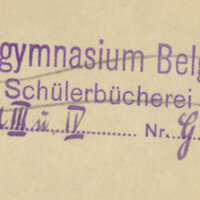 gymnasium Belg
Schülerbücherei
III u. IV Nr. G